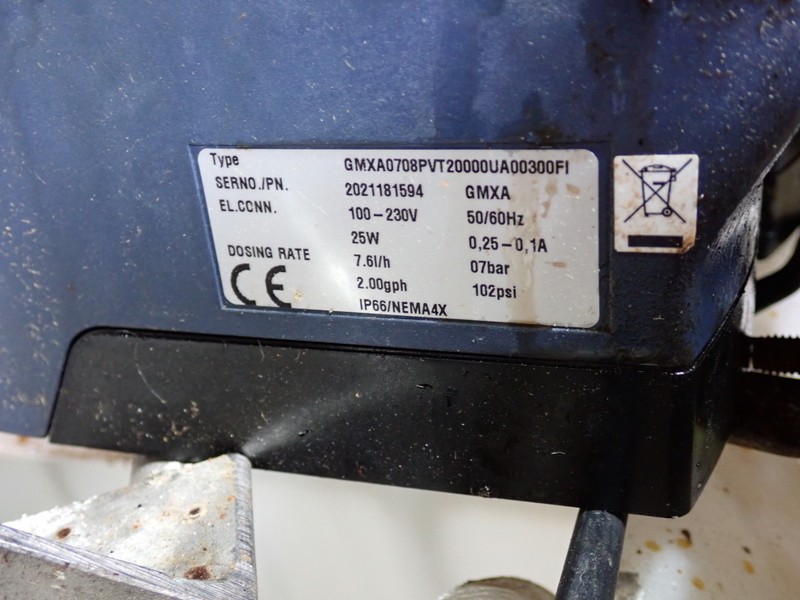 Type GMXA0708PVT20000UA00300FI
SERNO./PN. 2021181594 GMXA
EL.CCNN. 100-230V 50/60Hz
25W 0,25-0,1A
DOSING RATE 7.6l/h 07bar
CE 2.00gph 102psi
IP66/NEMA4X